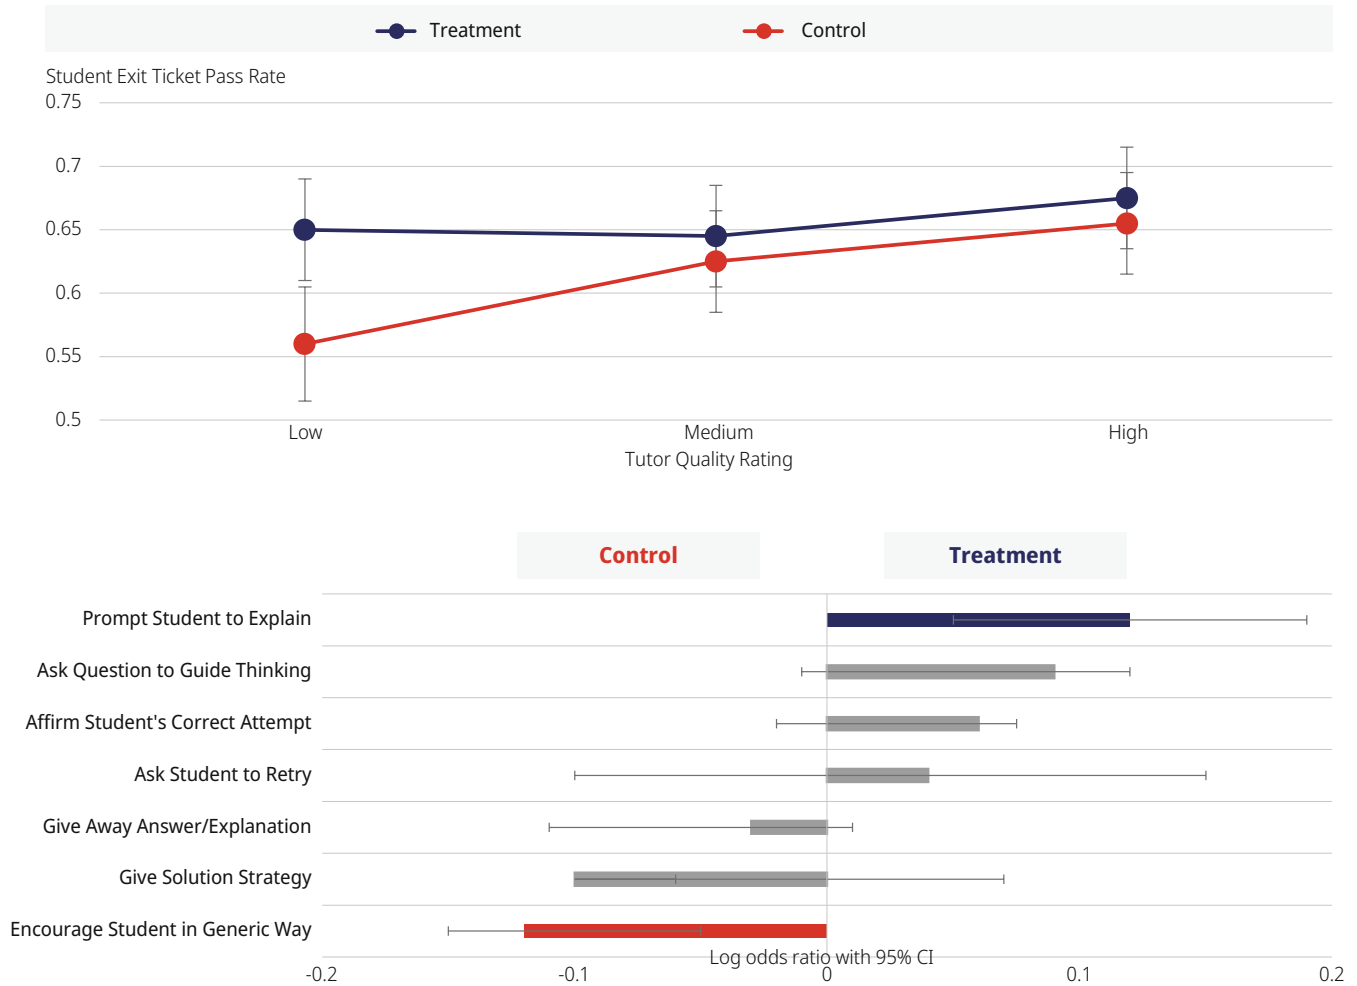 Treatment
Control
Student Exit Ticket Pass Rate
0.75
0.7
0.65
0.6
0.55
0.5
Low
Medium
High
Tutor Quality Rating
Control
Treatment
Prompt Student to Explain
Ask Question to Guide Thinking
Affirm Student's Correct Attempt
Ask Student to Retry
Give Away Answer/Explanation
Give Solution Strategy
Encourage Student in Generic Way
Log odds ratio with 95% CI
-0.2
-0.1
0
0.1
0.2